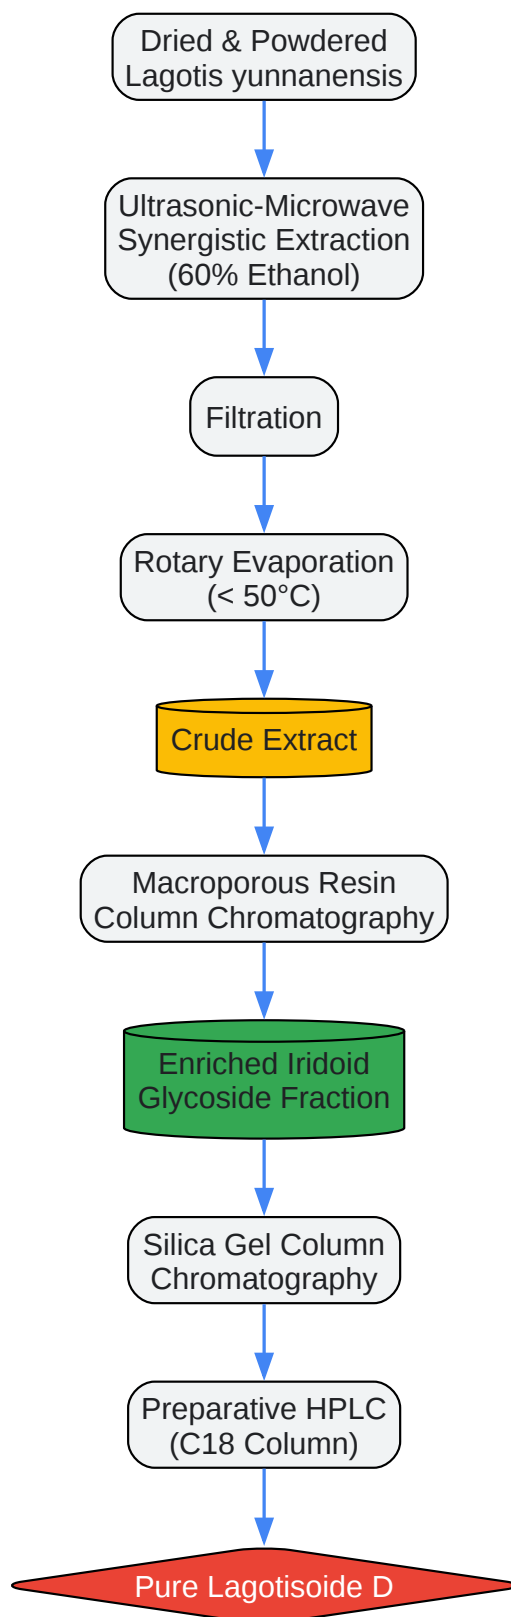 Dried & Powdered
Lagotis yunnanensis
Ultrasonic-Microwave
Synergistic Extraction
(60% Ethanol)
Filtration
Rotary Evaporation
(< 50°C)
Crude Extract
Macroporous Resin
Column Chromatography
Enriched Iridoid
Glycoside Fraction
Silica Gel Column
Chromatography
Preparative HPLC
(C18 Column)
Pure Lagotisoide D